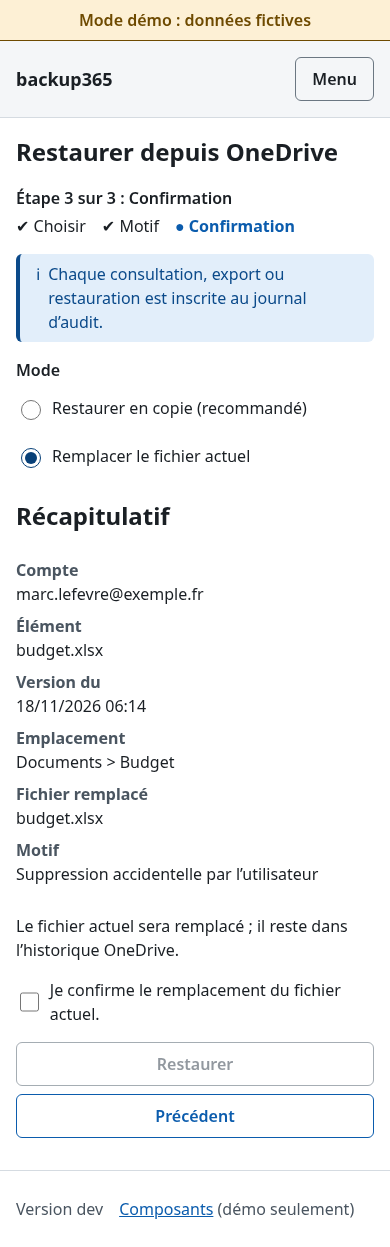 Mode démo : données fictives
backup365
Menu
Restaurer depuis OneDrive
Étape 3 sur 3 : Confirmation
✔ Choisir ✔ Motif ● Confirmation
i Chaque consultation, export ou
restauration est inscrite au journal
d’audit.
Mode
Restaurer en copie (recommandé)
Remplacer le fichier actuel
Récapitulatif
Compte
marc.lefevre@exemple.fr
Élément
budget.xlsx
Version du
18/11/2026 06:14
Emplacement
Documents > Budget
Fichier remplacé
budget.xlsx
Motif
Suppression accidentelle par l’utilisateur
Le fichier actuel sera remplacé ; il reste dans
l’historique OneDrive.
Je confirme le remplacement du fichier
actuel.
Restaurer
Précédent
Version dev Composants (démo seulement)